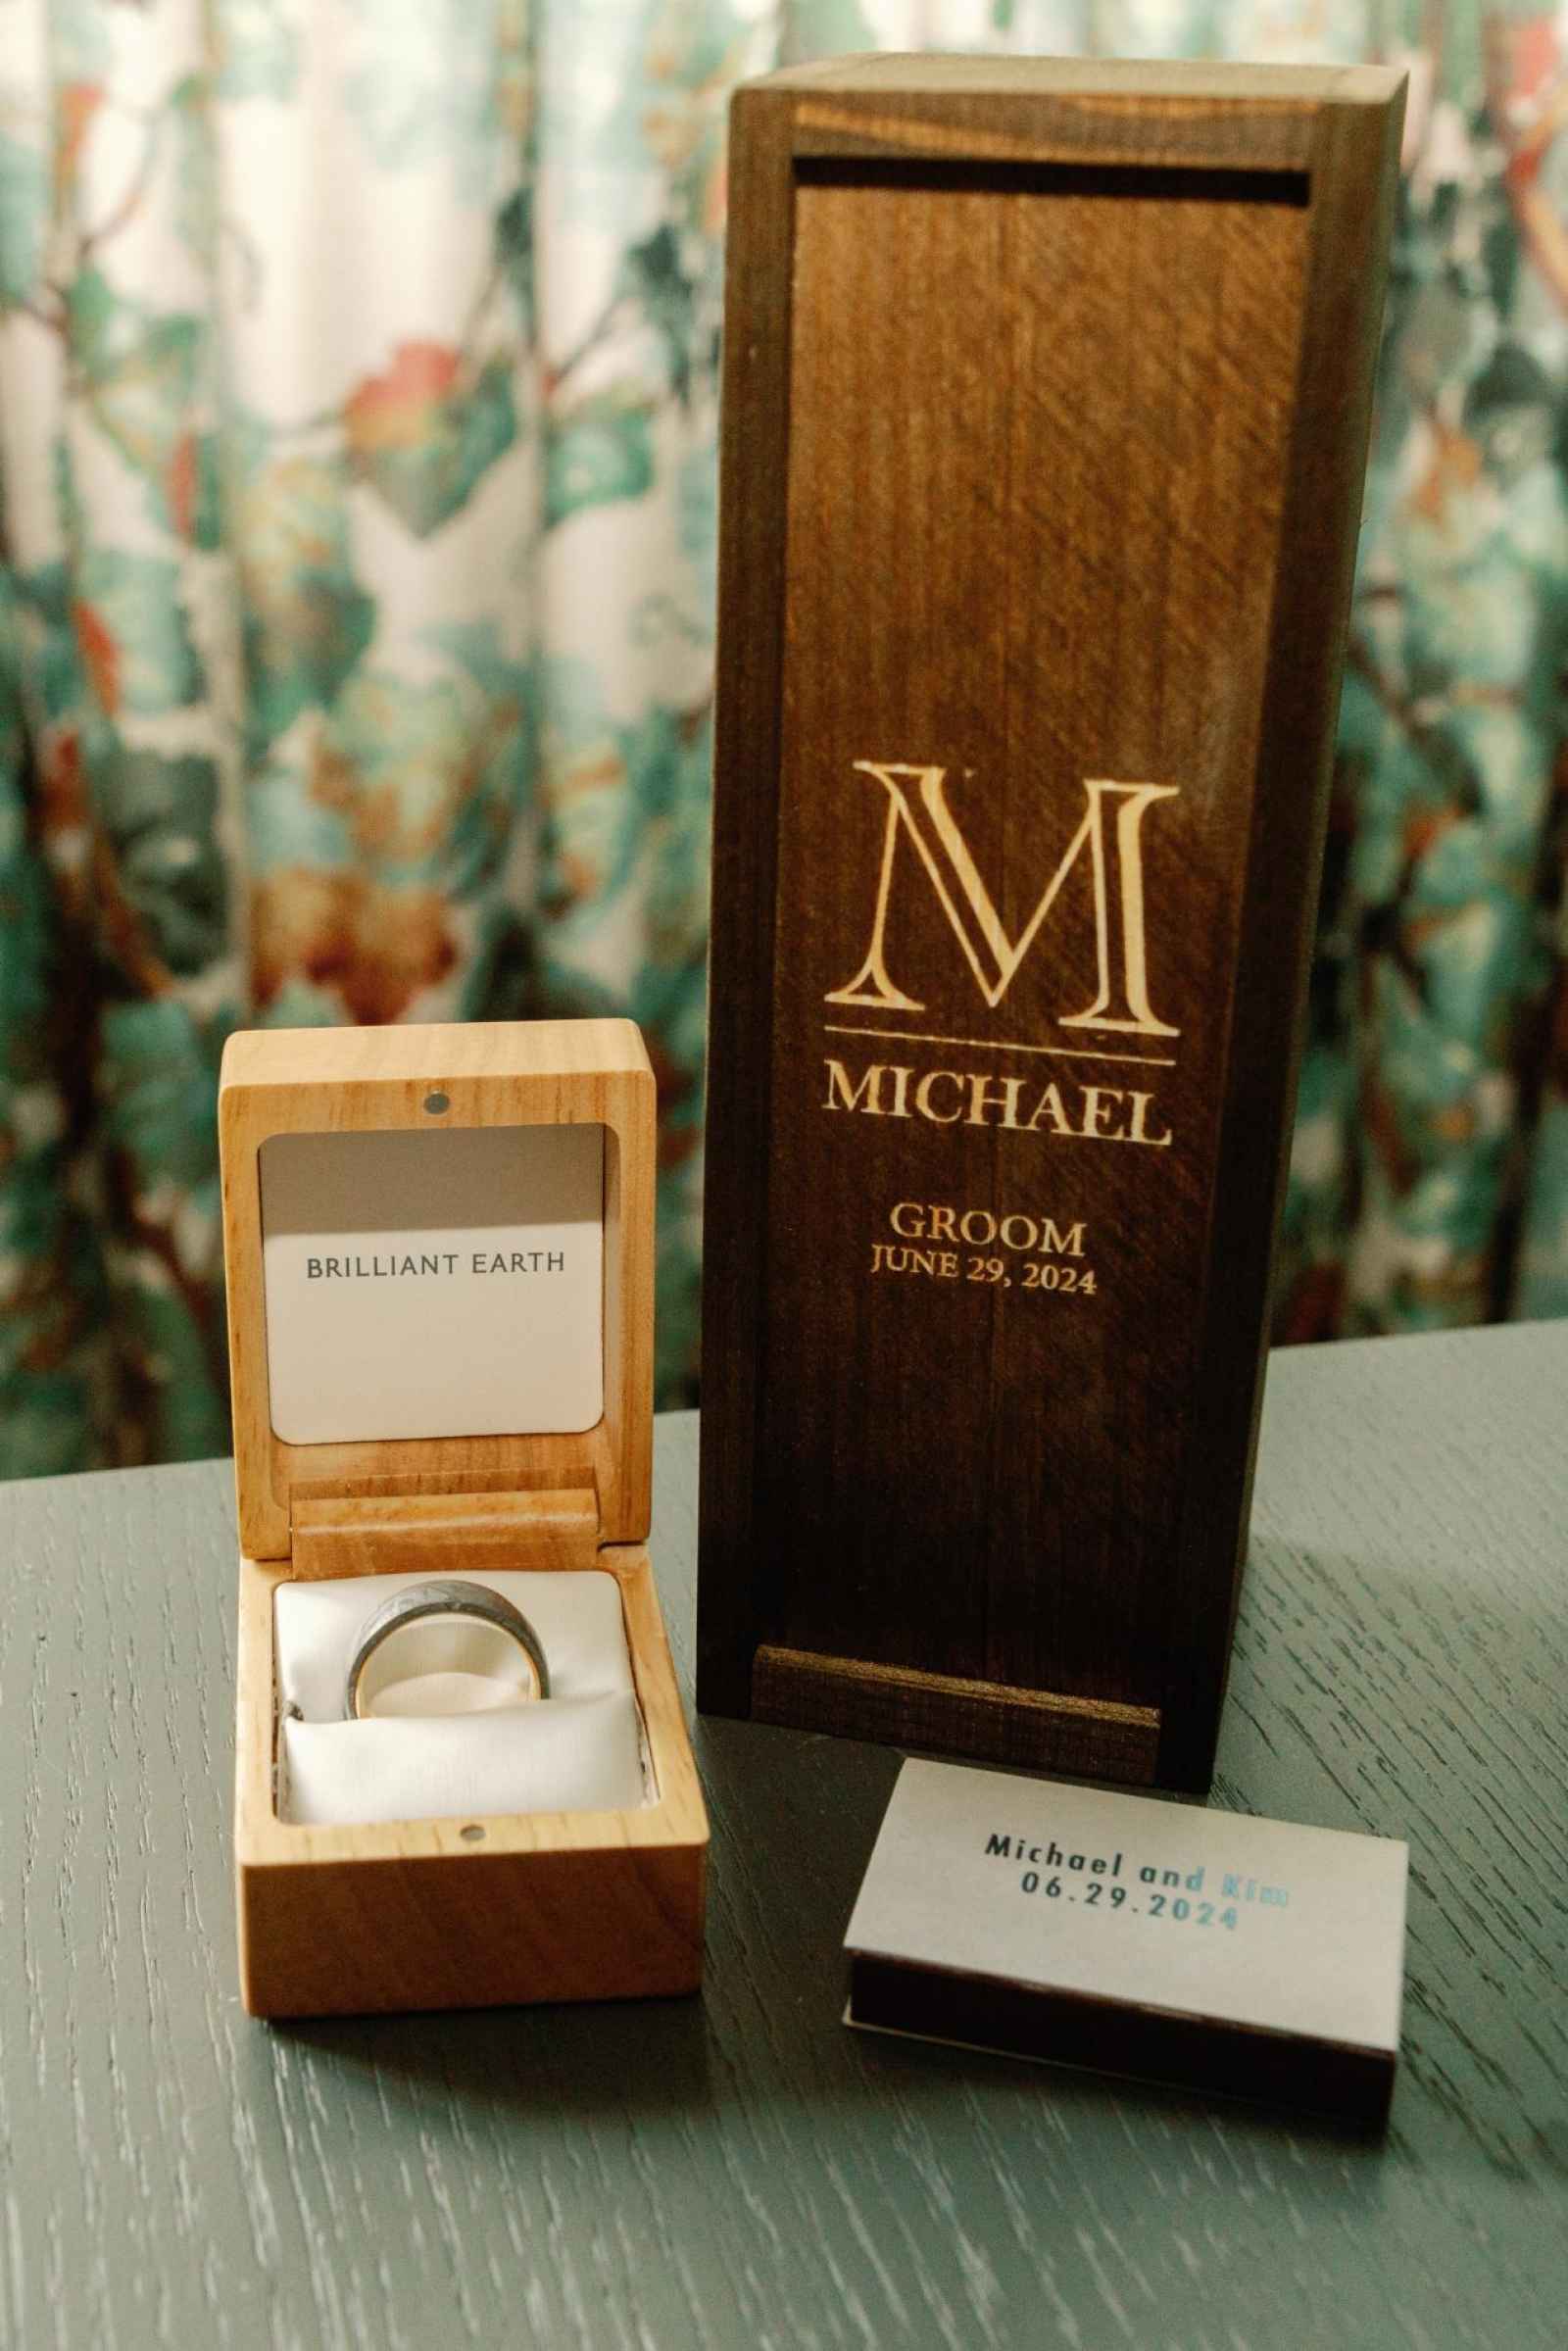 BRILLIANT EARTH
M
MICHAEL
GROOM
JUNE 29, 2024
Michael and Kim
06.29.2024